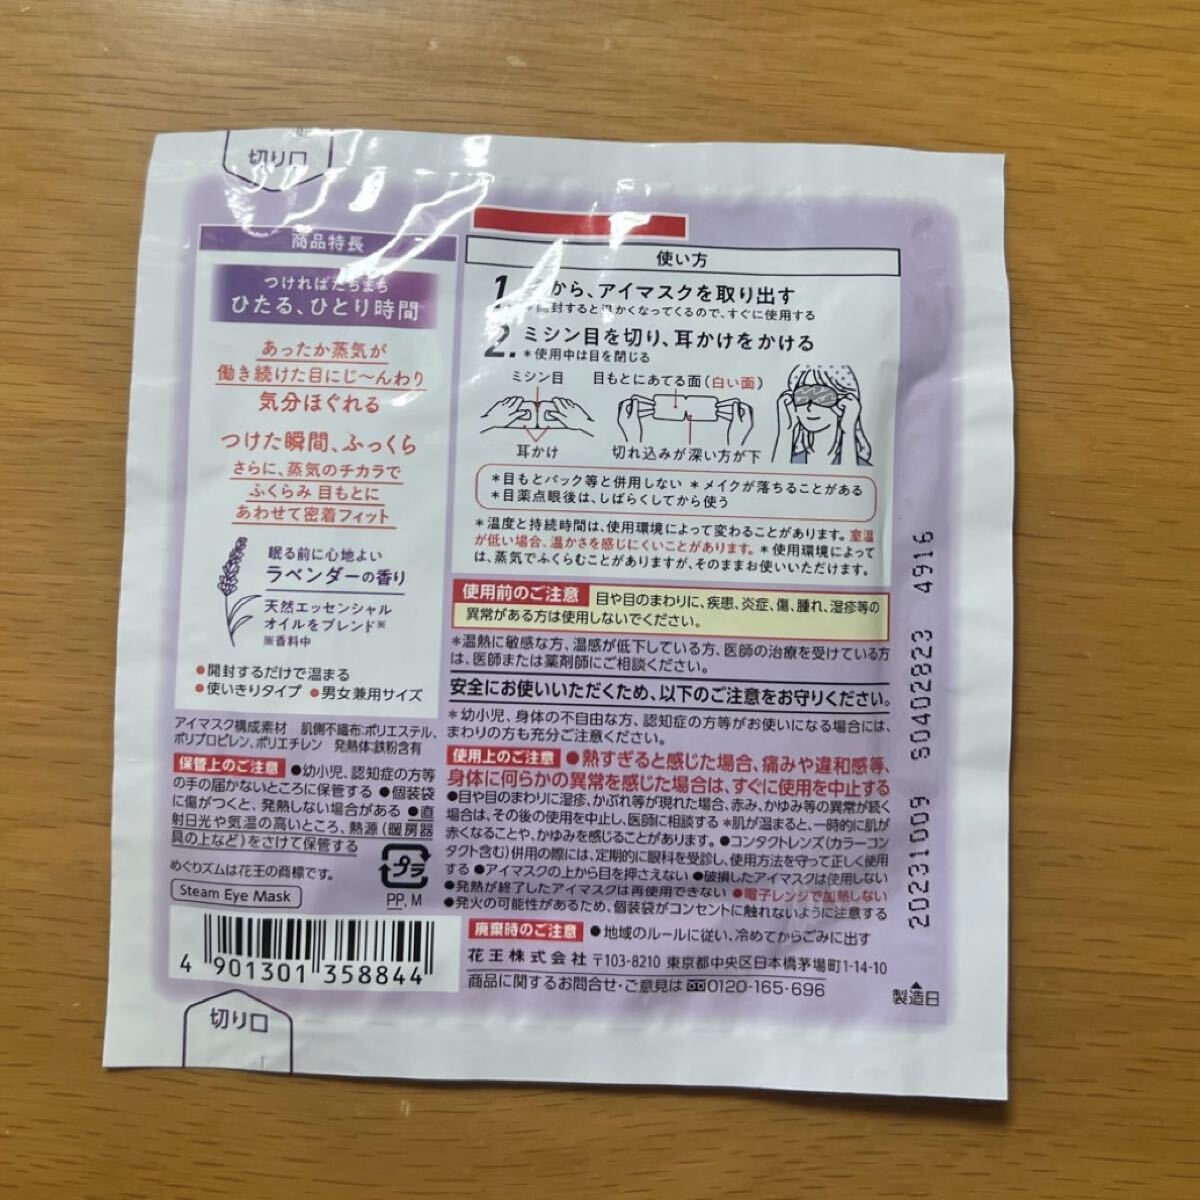 切り口
商品特長
つければたちまち
ひたる、ひとり時間
あったか蒸気が
働き続けた目にじ〜んわり
気分ほぐれる
つけた瞬間、ふっくら
さらに、蒸気のチカラで
ふくらみ 目もとに
あわせて密着フィット
眠る前に心地よい
ラベンダーの香り
天然エッセンシャル
オイルをブレンド※
※香料中
●開封するだけで温まる
●使いきりタイプ ●男女兼用サイズ
アイマスク構成素材 肌側不織布:ポリエステル、
ポリプロピレン、ポリエチレン 発熱体:鉄粉含有
保管上のご注意 ●幼小児、認知症の方等
の手の届かないところに保管する ●個装袋
に傷がつくと、発熱しない場合がある ●直
射日光や気温の高いところ、熱源(暖房器
具の上など)をさけて保管する
めぐりズムは花王の商標です。
Steam Eye Mask
プラ
PP, M
4 901301 358844
切り口
使い方
1. から、アイマスクを取り出す
*開封すると温かくなってくるので、すぐに使用する
2. ミシン目を切り、耳かけをかける
*使用中は目を閉じる
ミシン目 目もとにあてる面(白い面)
耳かけ 切れ込みが深い方が下
*目もとパック等と併用しない *メイクが落ちることがある
*目薬点眼後は、しばらくしてから使う
*温度と持続時間は、使用環境によって変わることがあります。室温
が低い場合、温かさを感じにくいことがあります。*使用環境によって
は、蒸気でふくらむことがありますが、そのままお使いいただけます。
使用前のご注意 目や目のまわりに、疾患、炎症、傷、腫れ、湿疹等の
異常がある方は使用しないでください。
*温熱に敏感な方、温感が低下している方、医師の治療を受けている方
は、医師または薬剤師にご相談ください。
安全にお使いいただくため、以下のご注意をお守りください。
*幼小児、身体の不自由な方、認知症の方等がお使いになる場合には、
まわりの方も充分ご注意ください。
使用上のご注意 ●熱すぎると感じた場合、痛みや違和感等、
身体に何らかの異常を感じた場合は、すぐに使用を中止する
●目や目のまわりに湿疹、かぶれ等が現れた場合、赤み、かゆみ等の異常が続く
場合は、その後の使用を中止し、医師に相談する *肌が温まると、一時的に肌が
赤くなることや、かゆみを感じることがあります。●コンタクトレンズ(カラーコン
タクト含む)併用の際には、定期的に眼科を受診し、使用方法を守って正しく使用
する ●アイマスクの上から目を押さえない ●破損したアイマスクは使用しない
●発熱が終了したアイマスクは再使用できない ●電子レンジで加熱しない
●発火の可能性があるため、個装袋がコンセントに触れないように注意する
廃棄時のご注意 ●地域のルールに従い、冷めてからごみに出す
花王株式会社 〒103-8210 東京都中央区日本橋茅場町1-14-10
商品に関するお問合せ・ご意見は 0120-165-696
20231009 S0402823 4916
▲製造日